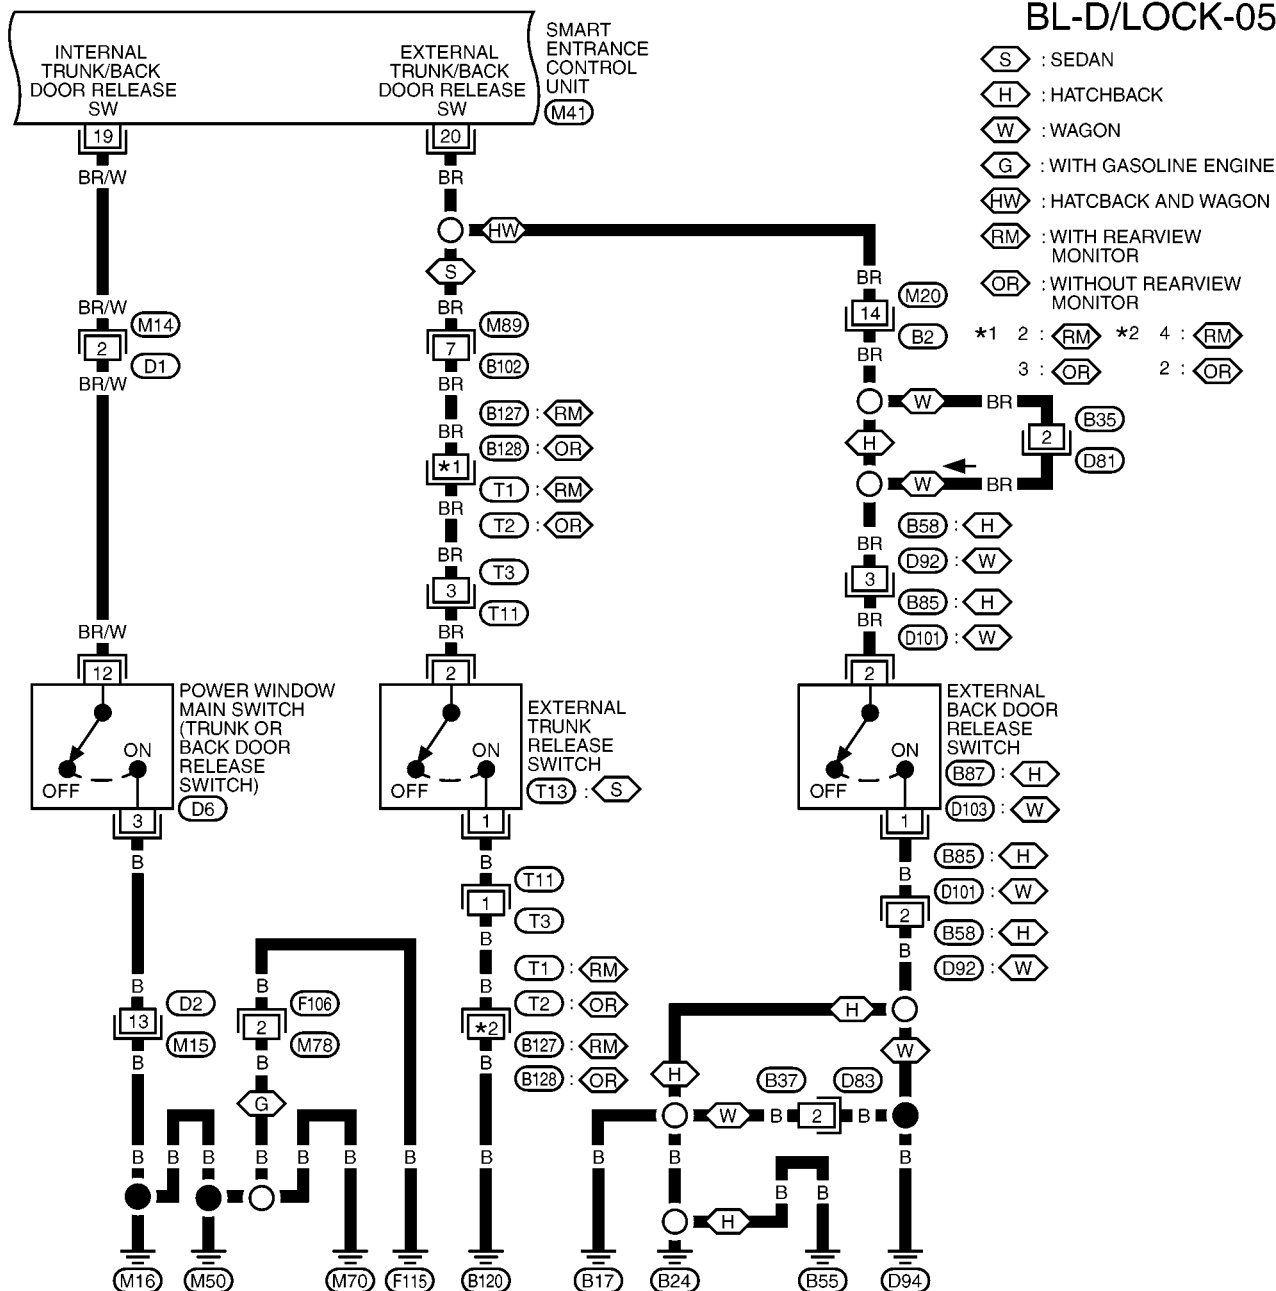 BL-D/LOCK-05
INTERNAL
TRUNK/BACK
DOOR RELEASE
SW
EXTERNAL
TRUNK/BACK
DOOR RELEASE
SW
SMART
ENTRANCE
CONTROL
UNIT
M41
S : SEDAN
H : HATCHBACK
W : WAGON
G : WITH GASOLINE ENGINE
HW : HATCBACK AND WAGON
RM : WITH REARVIEW
MONITOR
OR : WITHOUT REARVIEW
MONITOR
*1 2 : RM *2 4 : RM
3 : OR 2 : OR
19
BR/W
BR/W
2
M14
D1
BR/W
BR/W
12
POWER WINDOW
MAIN SWITCH
(TRUNK OR
BACK DOOR
RELEASE
SWITCH)
D6
ON
OFF
3
B
B
13
D2
M15
B
B
B
B
M16
M50
B
2
F106
M78
B
G
B
B
B
M70
F115
20
BR
HW
S
BR
7
M89
B102
BR
B127 : RM
BR
B128 : OR
*1
T1 : RM
BR
T2 : OR
BR
3
T3
T11
BR
2
EXTERNAL
TRUNK
RELEASE
SWITCH
T13 : S
ON
OFF
1
B
1
T11
T3
B
B
T1 : RM
T2 : OR
*2
B127 : RM
B128 : OR
B
B120
BR
14
M20
B2
BR
W BR
H
2
B35
D81
W BR
B58 : H
BR
D92 : W
3
B85 : H
BR
D101 : W
2
EXTERNAL
BACK DOOR
RELEASE
SWITCH
B87 : H
D103 : W
ON
OFF
1
B85 : H
B
D101 : W
2
B58 : H
B
D92 : W
H
W
H
B37 D83
W B 2 B
B
B
B
H
B
B
B17
B24
B55
D94